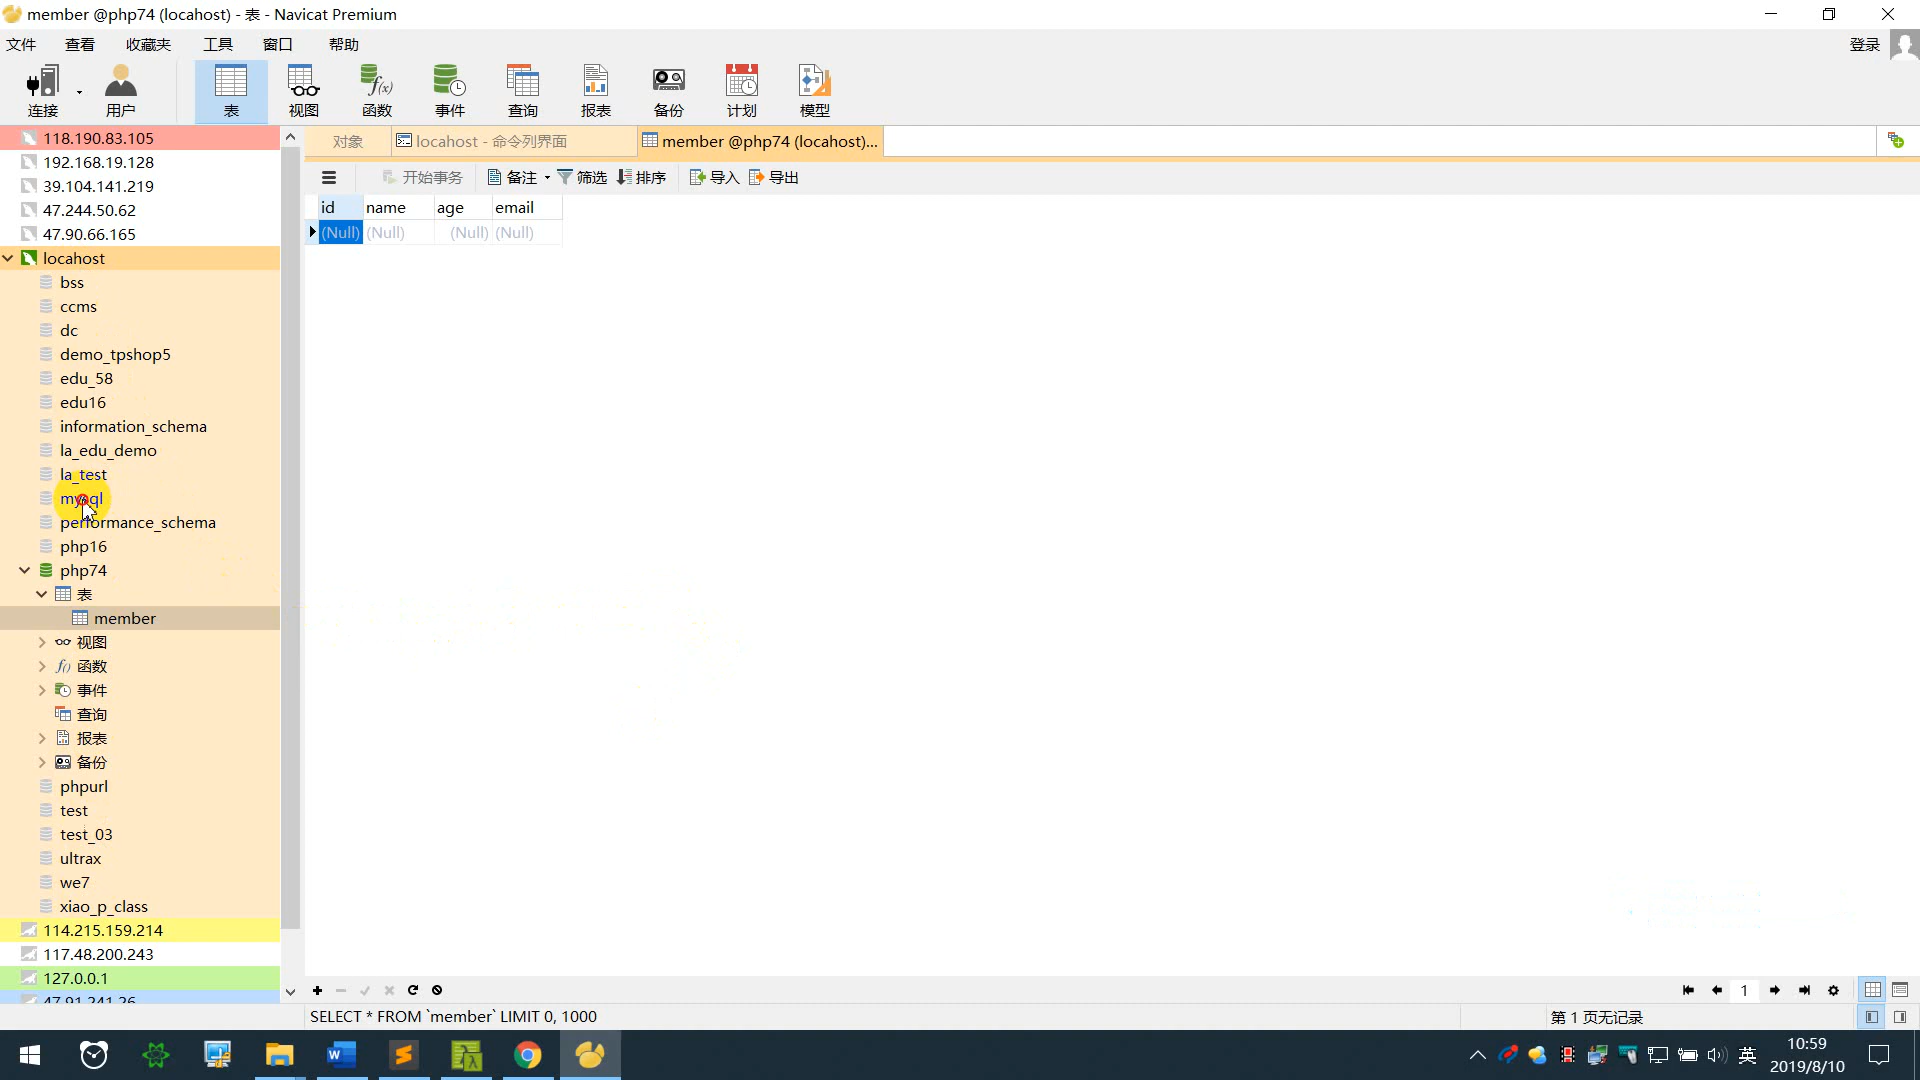 member @php74 (locahost) - 表 - Navicat Premium
文件 查看 收藏夹 工具 窗口 帮助 登录
连接 用户 表 视图 函数 事件 查询 报表 备份 计划 模型
118.190.83.105
192.168.19.128
39.104.141.219
47.244.50.62
47.90.66.165
locahost
bss
ccms
dc
demo_tpshop5
edu_58
edu16
information_schema
la_edu_demo
la_test
mysql
performance_schema
php16
php74
表
member
视图
函数
事件
查询
报表
备份
phpurl
test
test_03
ultrax
we7
xiao_p_class
114.215.159.214
117.48.200.243
127.0.0.1
47.91.241.26
对象 locahost - 命令列界面 member @php74 (locahost)...
开始事务 备注 筛选 排序 导入 导出
id name age email
(Null) (Null) (Null) (Null)
1
SELECT * FROM `member` LIMIT 0, 1000 第 1 页无记录
英 10:59
2019/8/10